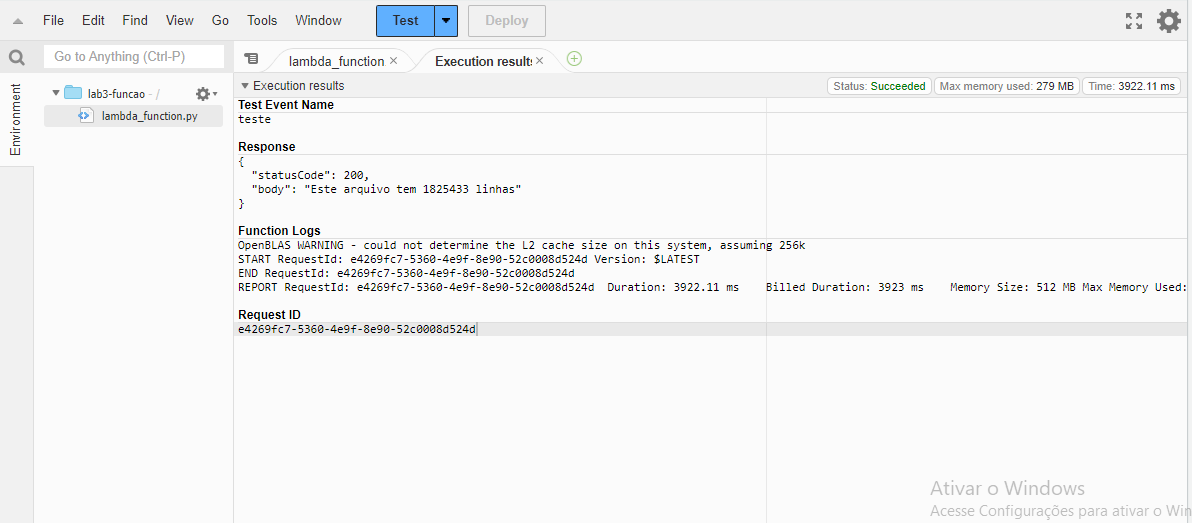 File Edit Find View Go Tools Window Test Deploy
Go to Anything (Ctrl-P)
lambda_function × Execution results ×
Environment
lab3-funcao - /
lambda_function.py
Execution results Status: Succeeded Max memory used: 279 MB Time: 3922.11 ms
Test Event Name
teste
Response
{
"statusCode": 200,
"body": "Este arquivo tem 1825433 linhas"
}
Function Logs
OpenBLAS WARNING - could not determine the L2 cache size on this system, assuming 256k
START RequestId: e4269fc7-5360-4e9f-8e90-52c0008d524d Version: $LATEST
END RequestId: e4269fc7-5360-4e9f-8e90-52c0008d524d
REPORT RequestId: e4269fc7-5360-4e9f-8e90-52c0008d524d Duration: 3922.11 ms Billed Duration: 3923 ms Memory Size: 512 MB Max Memory Used:
Request ID
e4269fc7-5360-4e9f-8e90-52c0008d524d
Ativar o Windows
Acesse Configurações para ativar o Win